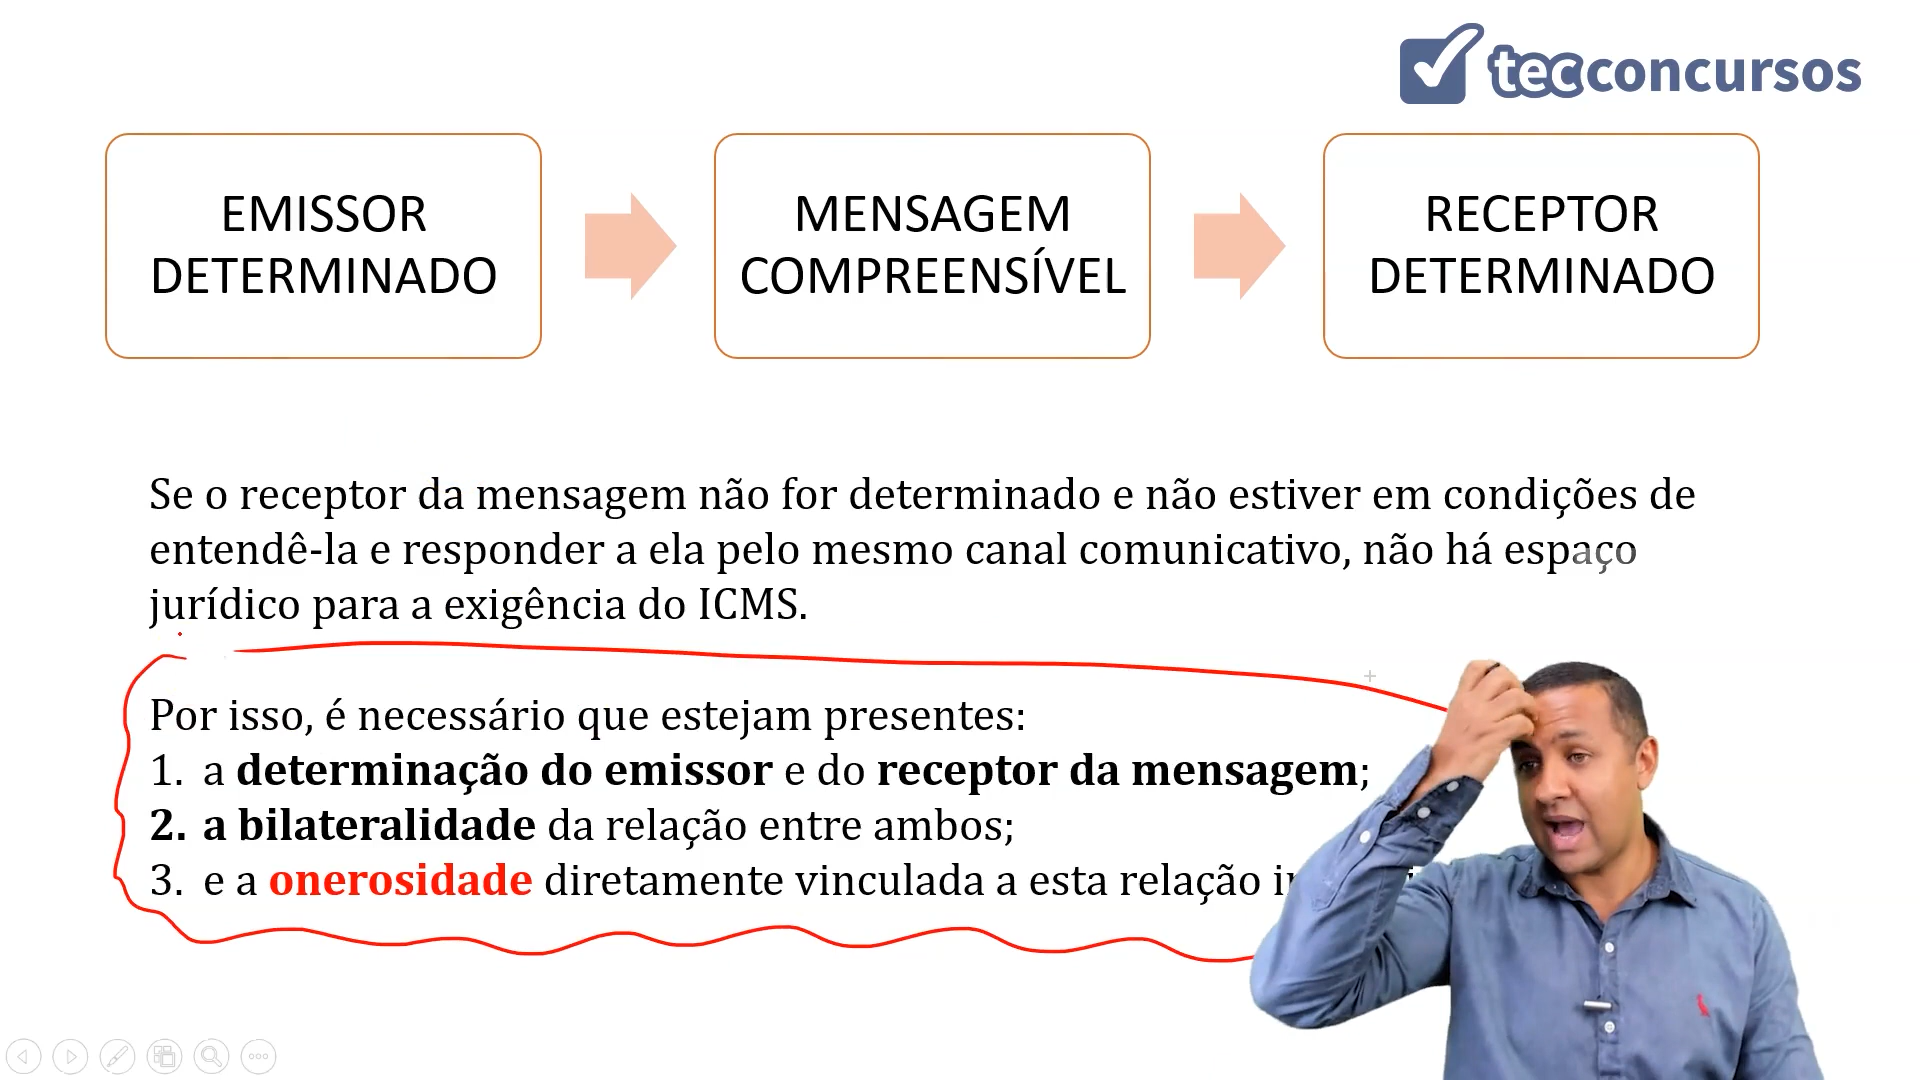 tecconcursos
EMISSOR
DETERMINADO
MENSAGEM
COMPREENSÍVEL
RECEPTOR
DETERMINADO
Se o receptor da mensagem não for determinado e não estiver em condições de
entendê-la e responder a ela pelo mesmo canal comunicativo, não há espaço
jurídico para a exigência do ICMS.
Por isso, é necessário que estejam presentes:
1. a determinação do emissor e do receptor da mensagem;
2. a bilateralidade da relação entre ambos;
3. e a onerosidade diretamente vinculada a esta relação